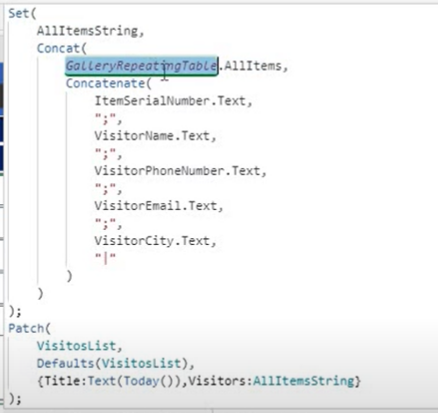 Set(
AllItemsString,
Concat(
GalleryRepeatingTable.AllItems,
Concatenate(
ItemSerialNumber.Text,
";",
VisitorName.Text,
";",
VisitorPhoneNumber.Text,
";",
VisitorEmail.Text,
";",
VisitorCity.Text,
"|"
)
)
);
Patch(
VisitosList,
Defaults(VisitosList),
{Title:Text(Today()),Visitors:AllItemsString}
);